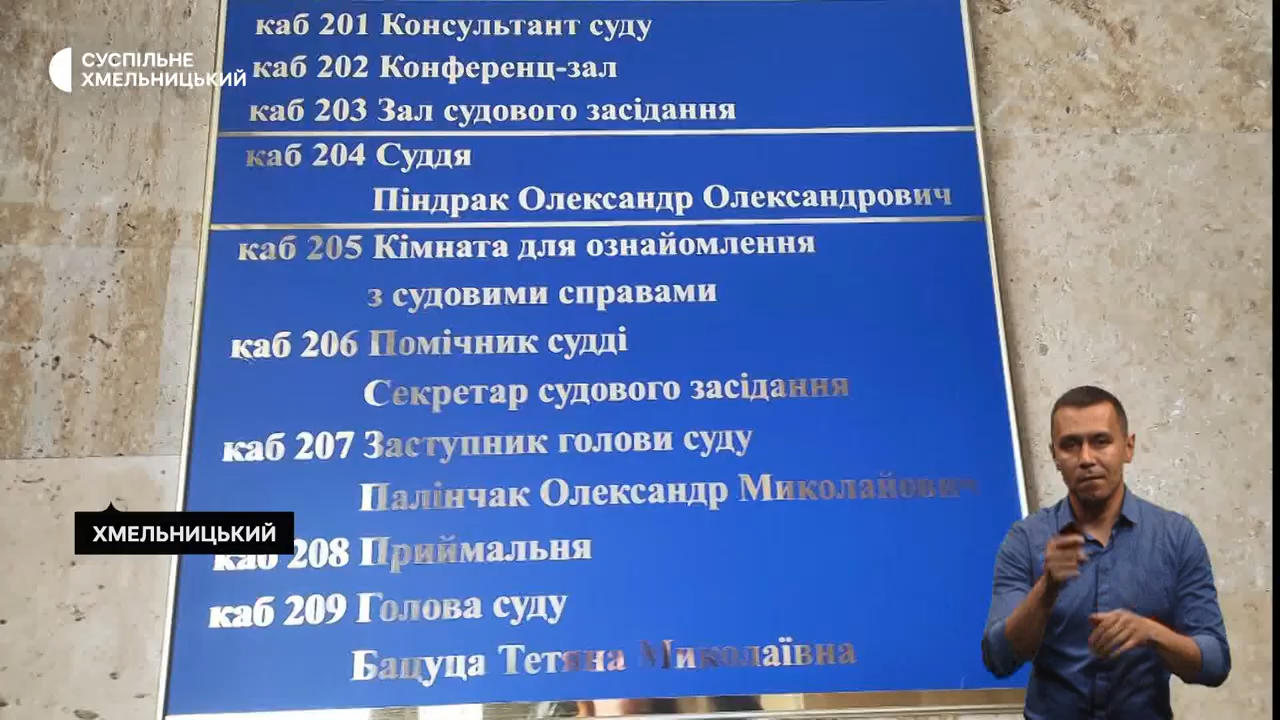 СУСПІЛЬНЕ
ХМЕЛЬНИЦЬКИЙ
каб 201 Консультант суду
каб 202 Конференц-зал
каб 203 Зал судового засідання
каб 204 Суддя
Піндрак Олександр Олександрович
каб 205 Кімната для ознайомлення
з судовими справами
каб 206 Помічник судді
Секретар судового засідання
каб 207 Заступник голови суду
Палінчак Олександр Миколайович
ХМЕЛЬНИЦЬКИЙ
каб 208 Приймальня
каб 209 Голова суду
Бацуца Тетяна Миколаївна